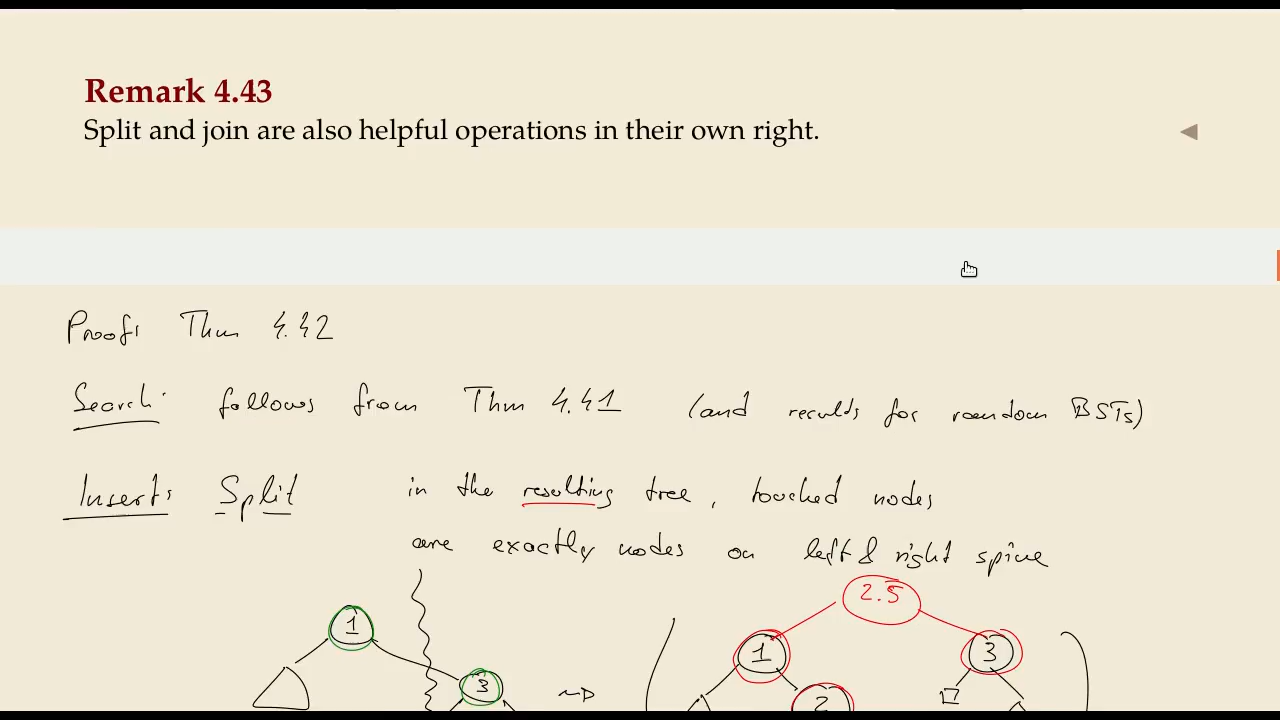 Remark 4.43
Split and join are also helpful operations in their own right.
Proof: Thm 4.42
Search: follows from Thm 4.41 (and results for random BSTs)
Insert: Split in the resulting tree, touched nodes
are exactly nodes on left & right spine
2.5
1
1
3
3
2